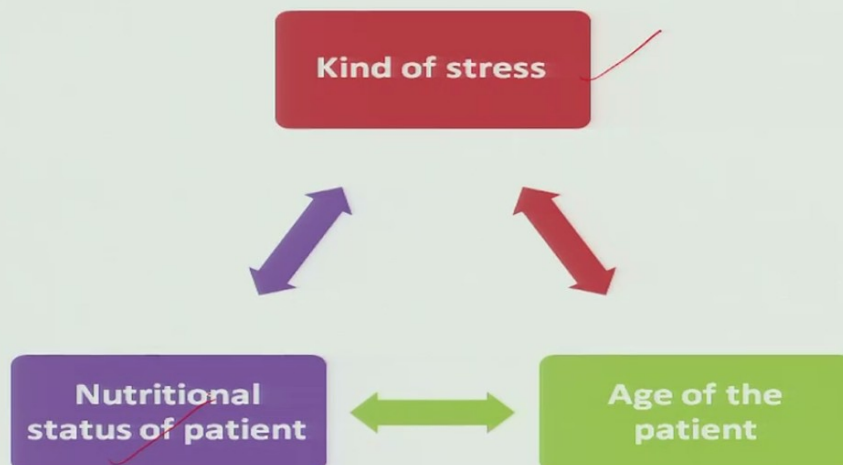 Kind of stress
Nutritional
status of patient
Age of the
patient